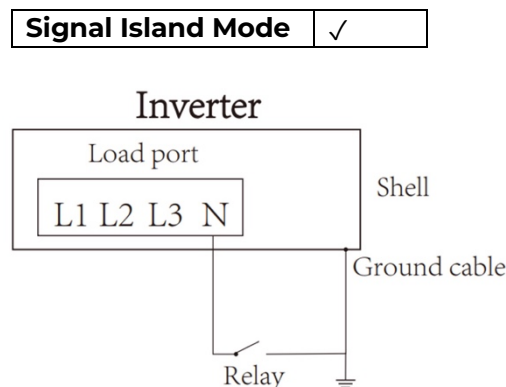 Signal Island Mode ✓
Inverter
Load port
L1 L2 L3 N
Shell
Ground cable
Relay